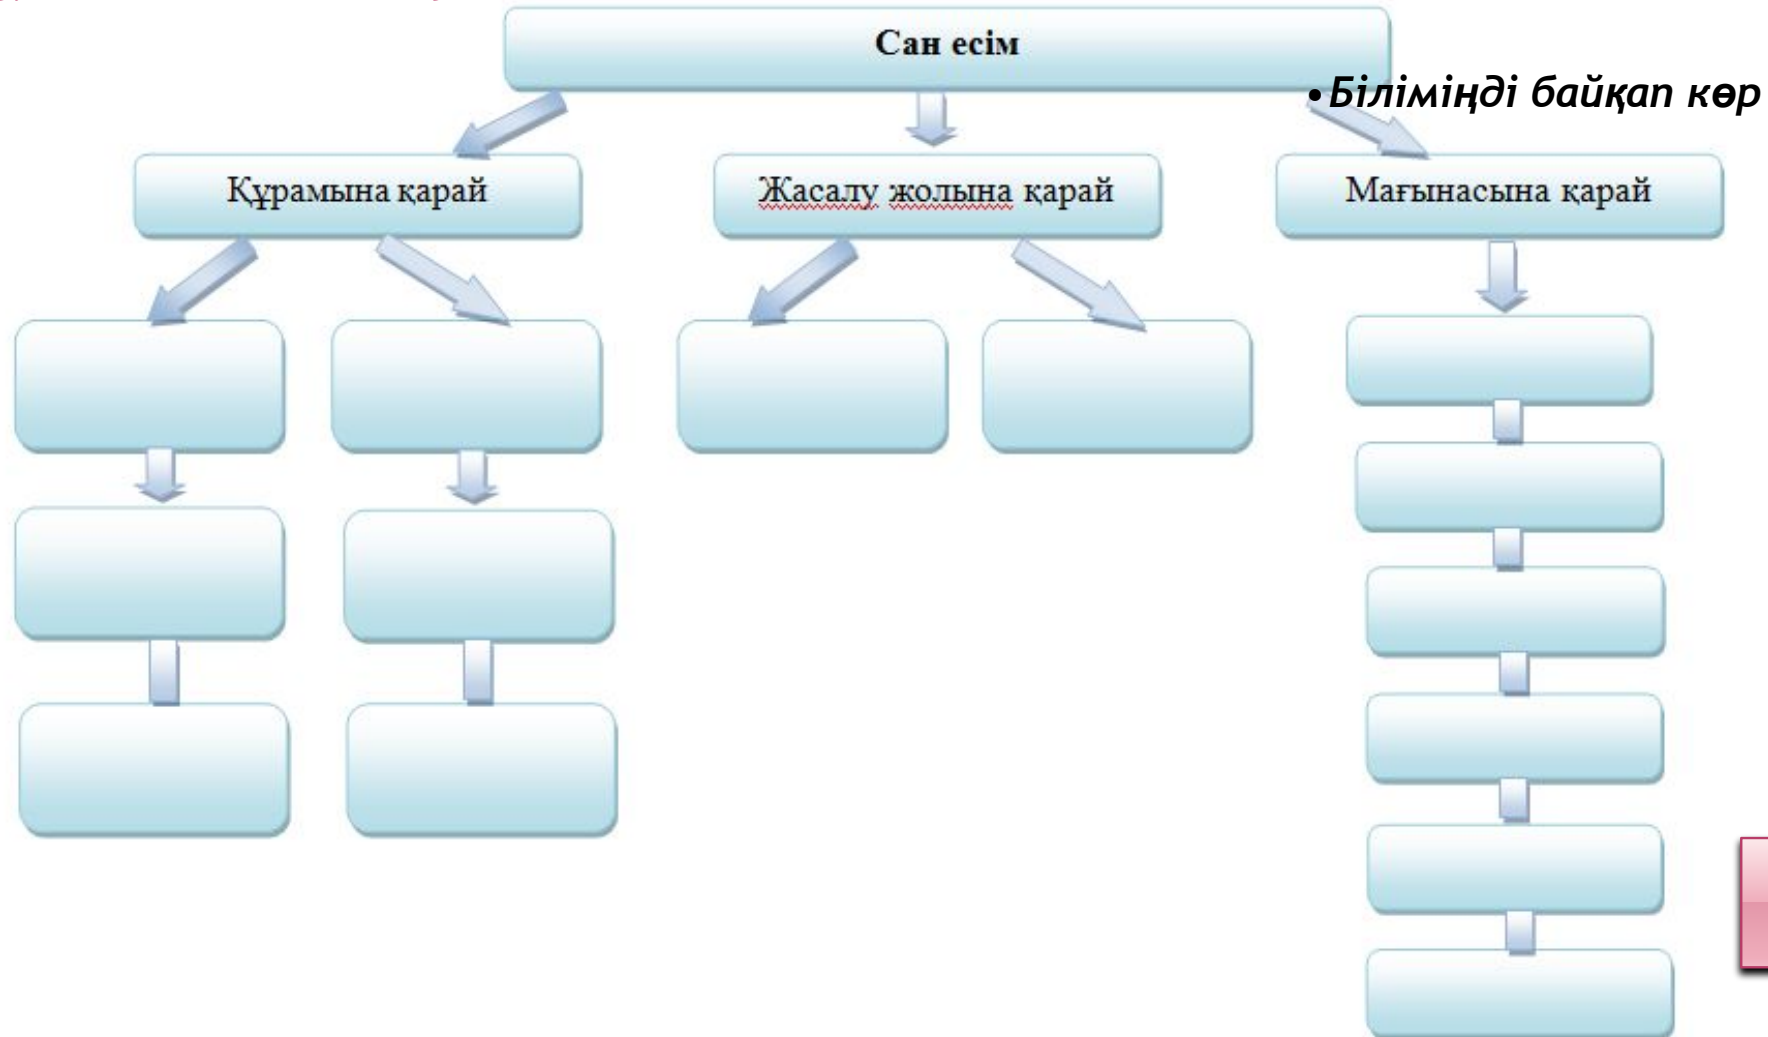 Сан есім
•Біліміңді байқап көр
Құрамына қарай
Жасалу жолына қарай
Мағынасына қарай